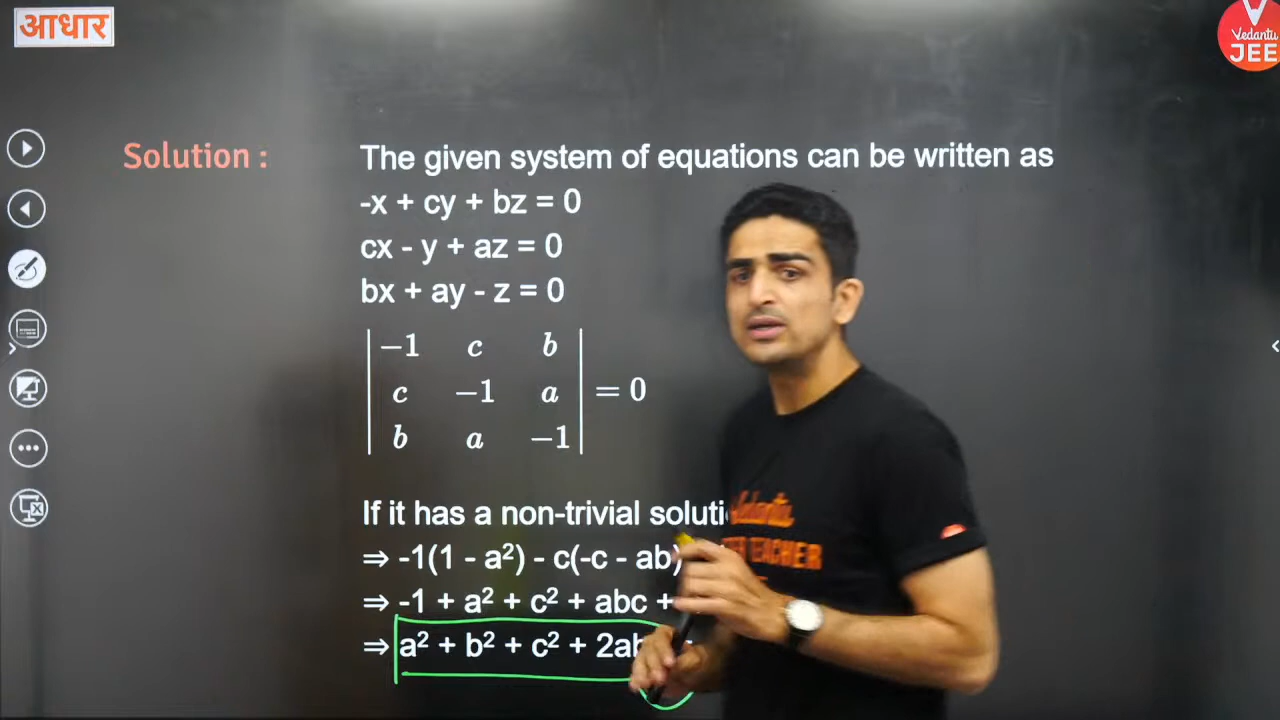 आधार
Vedantu
JEE
Solution :
The given system of equations can be written as
-x + cy + bz = 0
cx - y + az = 0
bx + ay - z = 0
−1 c b
c −1 a = 0
b a −1
If it has a non-trivial
⇒ -1(1 - a²) - c(-c - ab)
⇒ -1 + a² + c² + abc +
⇒ a² + b² + c² + 2ab
Vedantu
TEACHER